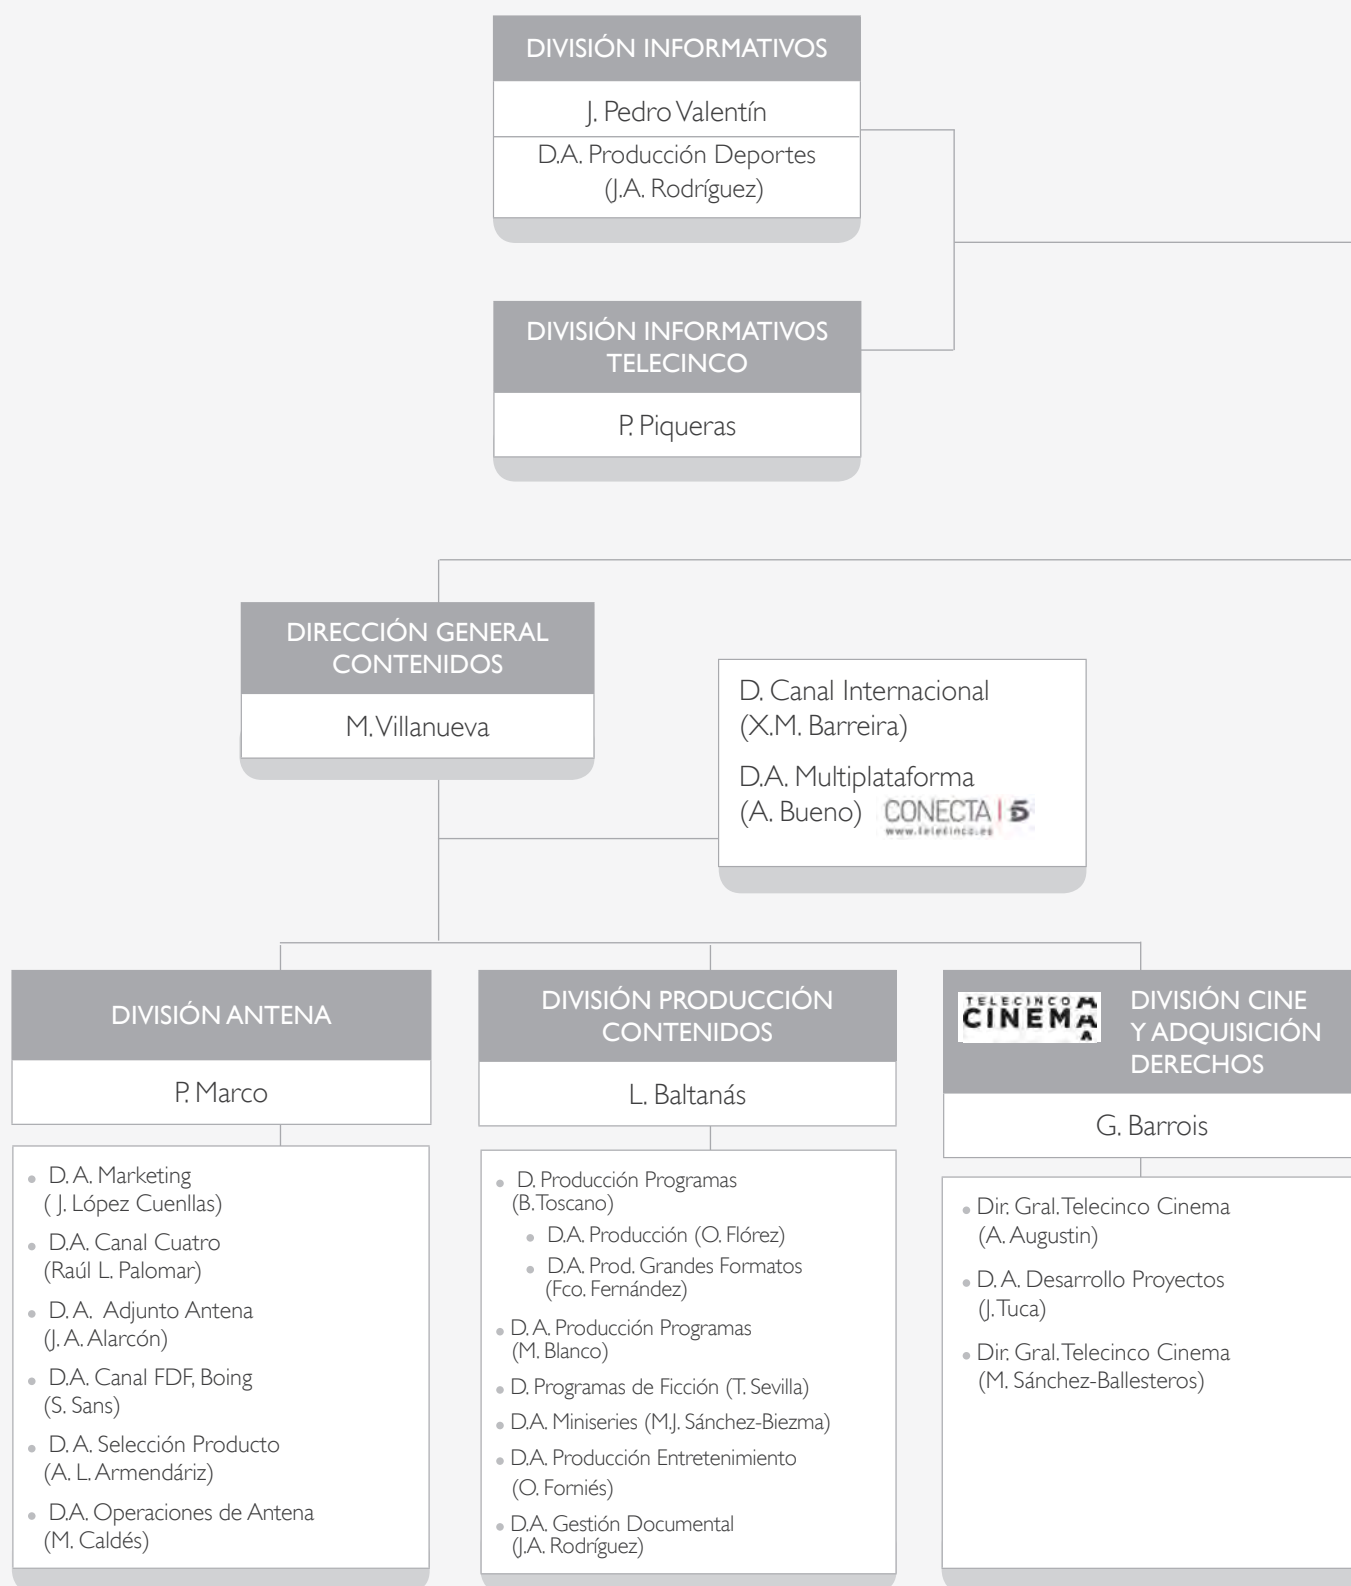 DIVISIÓN INFORMATIVOS
J. Pedro Valentín
D.A. Producción Deportes
(J.A. Rodríguez)
DIVISIÓN INFORMATIVOS
TELECINCO
P. Piqueras
DIRECCIÓN GENERAL
CONTENIDOS
M. Villanueva
D. Canal Internacional
(X.M. Barreira)
D.A. Multiplataforma
(A. Bueno)
CONECTA | 5
www.telecinco.es
DIVISIÓN ANTENA
P. Marco
D. A. Marketing
( J. López Cuenllas)
D.A. Canal Cuatro
(Raúl L. Palomar)
D. A. Adjunto Antena
(J. A. Alarcón)
D.A. Canal FDF, Boing
(S. Sans)
D. A. Selección Producto
(A. L. Armendáriz)
D.A. Operaciones de Antena
(M. Caldés)
DIVISIÓN PRODUCCIÓN
CONTENIDOS
L. Baltanás
D. Producción Programas
(B. Toscano)
D.A. Producción (O. Flórez)
D.A. Prod. Grandes Formatos
(Fco. Fernández)
D. A. Producción Programas
(M. Blanco)
D. Programas de Ficción (T. Sevilla)
D.A. Miniseries (M.J. Sánchez-Biezma)
D.A. Producción Entretenimiento
(O. Forniés)
D.A. Gestión Documental
(J.A. Rodríguez)
TELECINCO
CINEMA
DIVISIÓN CINE
Y ADQUISICIÓN
DERECHOS
G. Barrois
Dir. Gral. Telecinco Cinema
(A. Augustin)
D. A. Desarrollo Proyectos
(J. Tuca)
Dir. Gral. Telecinco Cinema
(M. Sánchez-Ballesteros)